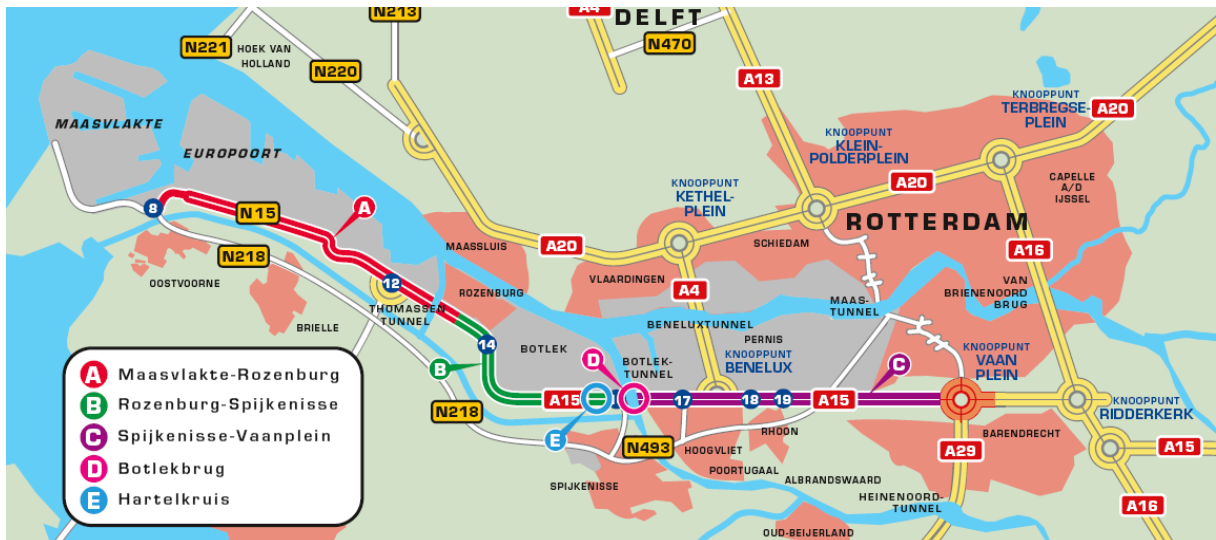 N213
A4
DELFT
N221
HOEK VAN
HOLLAND
N470
N220
A13
KNOOPPUNT
TERBREGSE-
PLEIN
A20
MAASVLAKTE
EUROPOORT
KNOOPPUNT
KLEIN-
POLDERPLEIN
KNOOPPUNT
KETHEL-
PLEIN
A20
CAPELLE
A/D
IJSSEL
8
N15
A
ROTTERDAM
N218
MAASSLUIS
A20
SCHIEDAM
A16
OOSTVOORNE
12
ROZENBURG
VLAARDINGEN
A4
VAN
BRIENENOORD
BRUG
THOMASSEN
TUNNEL
MAAS-
TUNNEL
BRIELLE
BENELUXTUNNEL
14
BOTLEK
D
BOTLEK-
TUNNEL
PERNIS
KNOOPPUNT
BENELUX
KNOOPPUNT
VAAN
PLEIN
B
C
A15
17
18
19
A15
KNOOPPUNT
RIDDERKERK
N218
E
N493
HOOGVLIET
RHOON
A29
BARENDRECHT
A15
POORTUGAAL
SPIJKENISSE
ALBRANDSWAARD
HEINENOORD-
TUNNEL
A16
OUD-BEIJERLAND
A Maasvlakte-Rozenburg
B Rozenburg-Spijkenisse
C Spijkenisse-Vaanplein
D Botlekbrug
E Hartelkruis